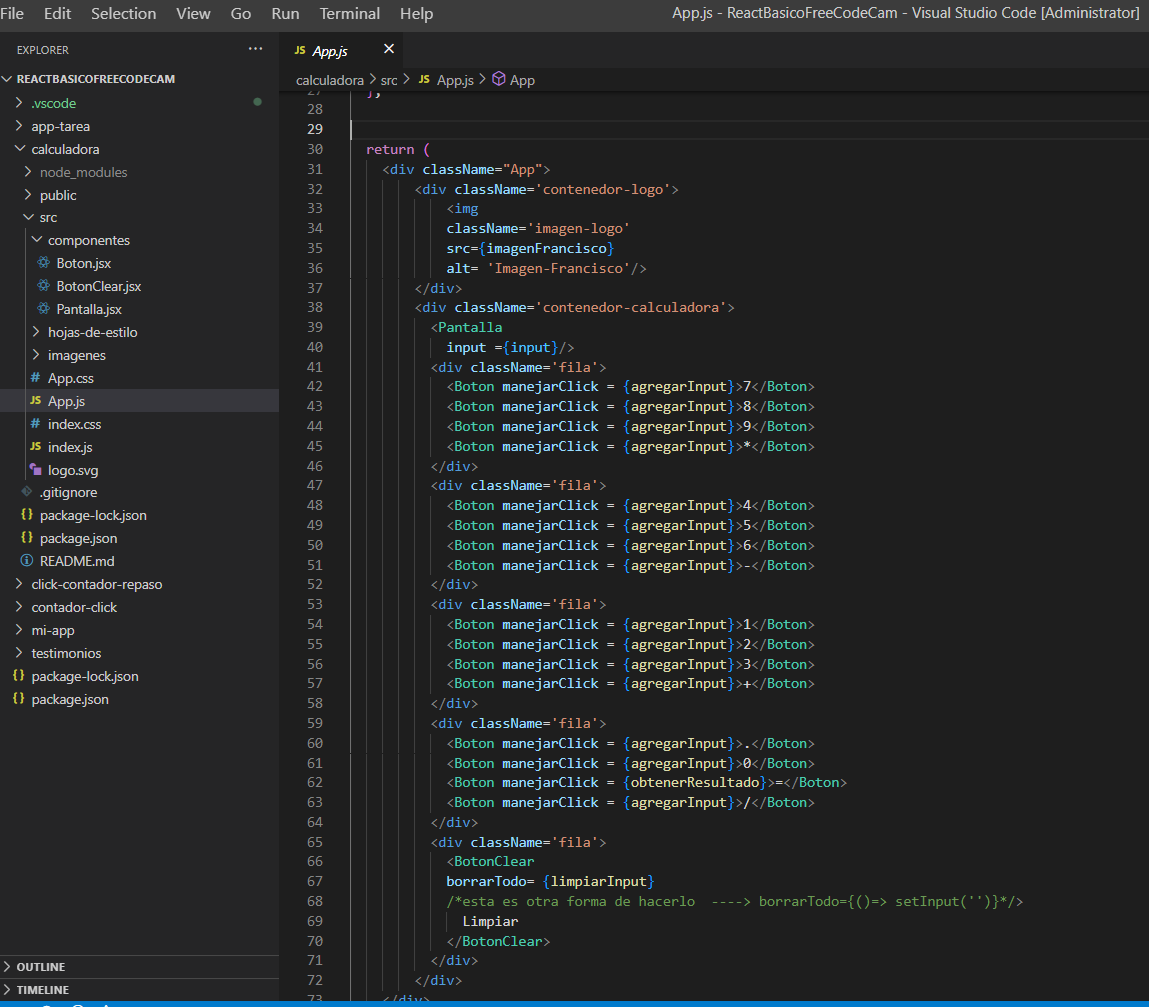 File Edit Selection View Go Run Terminal Help
App.js - ReactBasicoFreeCodeCam - Visual Studio Code [Administrator]
EXPLORER
REACTBASICOFREECODECAM
.vscode
app-tarea
calculadora
node_modules
public
src
componentes
Boton.jsx
BotonClear.jsx
Pantalla.jsx
hojas-de-estilo
imagenes
# App.css
JS App.js
# index.css
JS index.js
logo.svg
.gitignore
{} package-lock.json
{} package.json
README.md
click-contador-repaso
contador-click
mi-app
testimonios
{} package-lock.json
{} package.json
OUTLINE
TIMELINE
JS App.js
calculadora > src > JS App.js > App
27 };
28
29
30 return (
31 <div className="App">
32 <div className='contenedor-logo'>
33 <img
34 className='imagen-logo'
35 src={imagenFrancisco}
36 alt= 'Imagen-Francisco'/>
37 </div>
38 <div className='contenedor-calculadora'>
39 <Pantalla
40 input ={input}/>
41 <div className='fila'>
42 <Boton manejarClick = {agregarInput}>7</Boton>
43 <Boton manejarClick = {agregarInput}>8</Boton>
44 <Boton manejarClick = {agregarInput}>9</Boton>
45 <Boton manejarClick = {agregarInput}>*</Boton>
46 </div>
47 <div className='fila'>
48 <Boton manejarClick = {agregarInput}>4</Boton>
49 <Boton manejarClick = {agregarInput}>5</Boton>
50 <Boton manejarClick = {agregarInput}>6</Boton>
51 <Boton manejarClick = {agregarInput}>-</Boton>
52 </div>
53 <div className='fila'>
54 <Boton manejarClick = {agregarInput}>1</Boton>
55 <Boton manejarClick = {agregarInput}>2</Boton>
56 <Boton manejarClick = {agregarInput}>3</Boton>
57 <Boton manejarClick = {agregarInput}>+</Boton>
58 </div>
59 <div className='fila'>
60 <Boton manejarClick = {agregarInput}>.</Boton>
61 <Boton manejarClick = {agregarInput}>0</Boton>
62 <Boton manejarClick = {obtenerResultado}>=</Boton>
63 <Boton manejarClick = {agregarInput}>/</Boton>
64 </div>
65 <div className='fila'>
66 <BotonClear
67 borrarTodo= {limpiarInput}
68 /*esta es otra forma de hacerlo ----> borrarTodo={()=> setInput('')}*/>
69 Limpiar
70 </BotonClear>
71 </div>
72 </div>
73 </div>